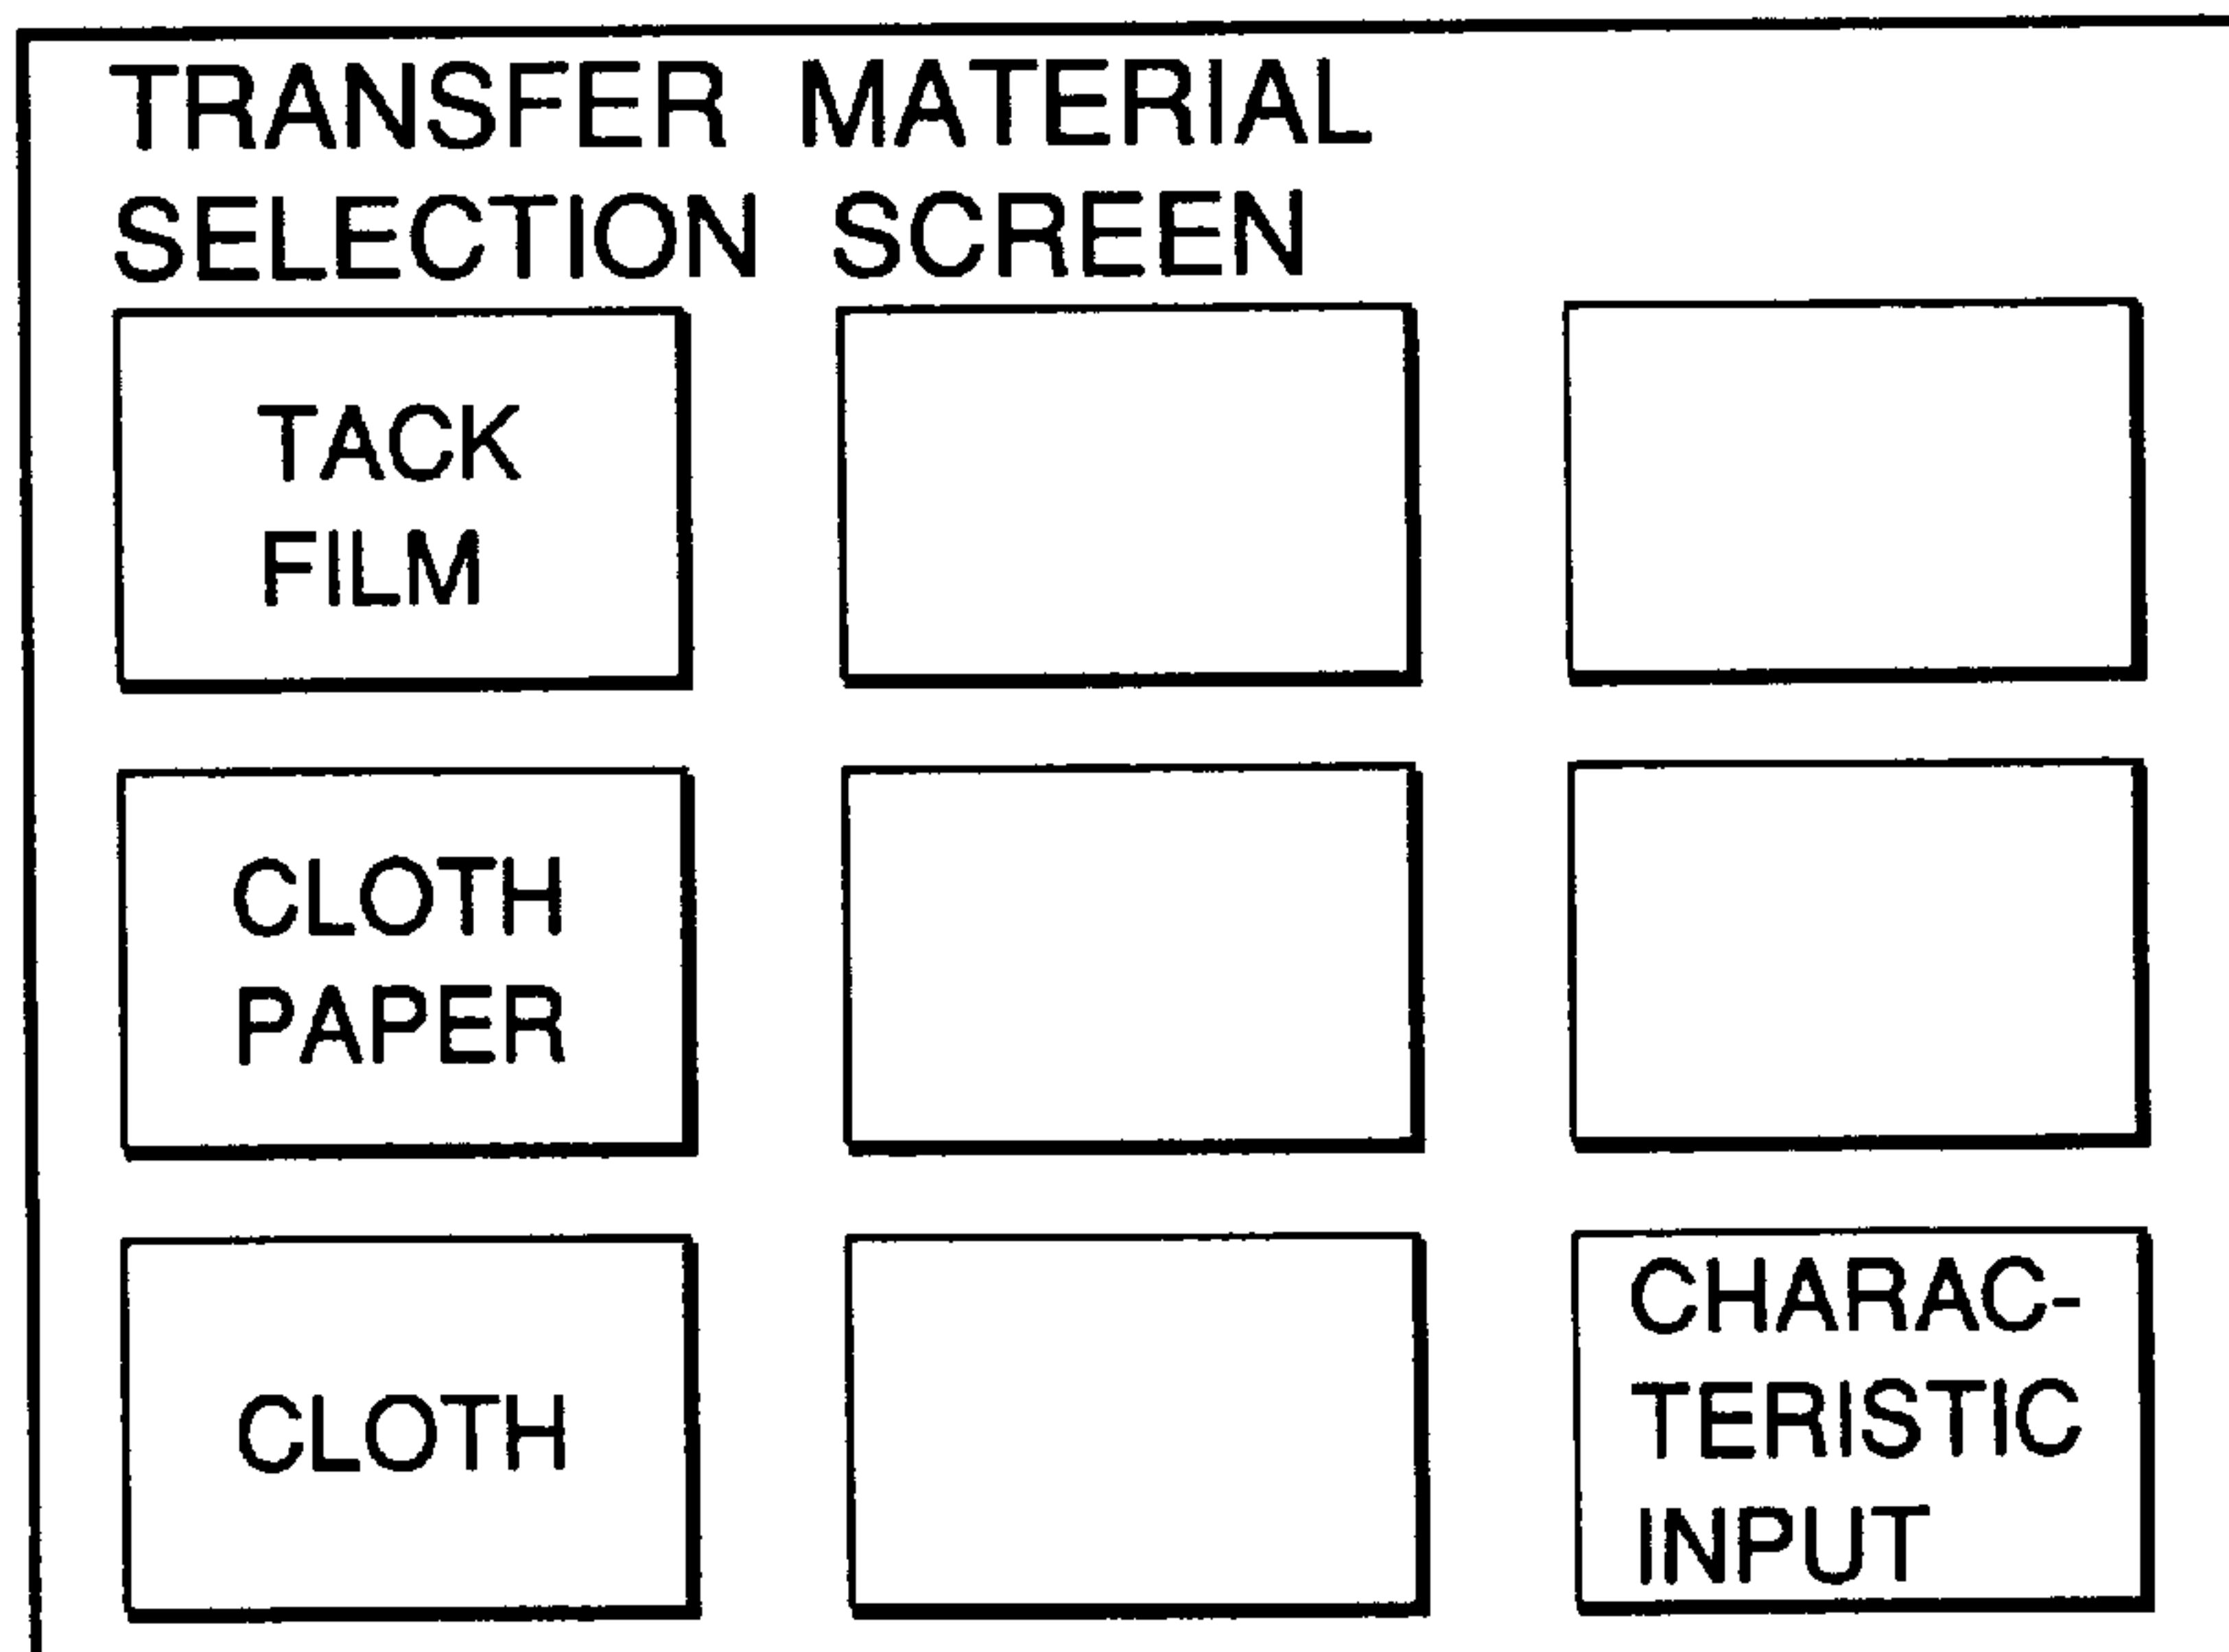 TRANSFER MATERIAL
SELECTION SCREEN
TACK
FILM
CLOTH
PAPER
CLOTH
CHARAC-
TERISTIC
INPUT